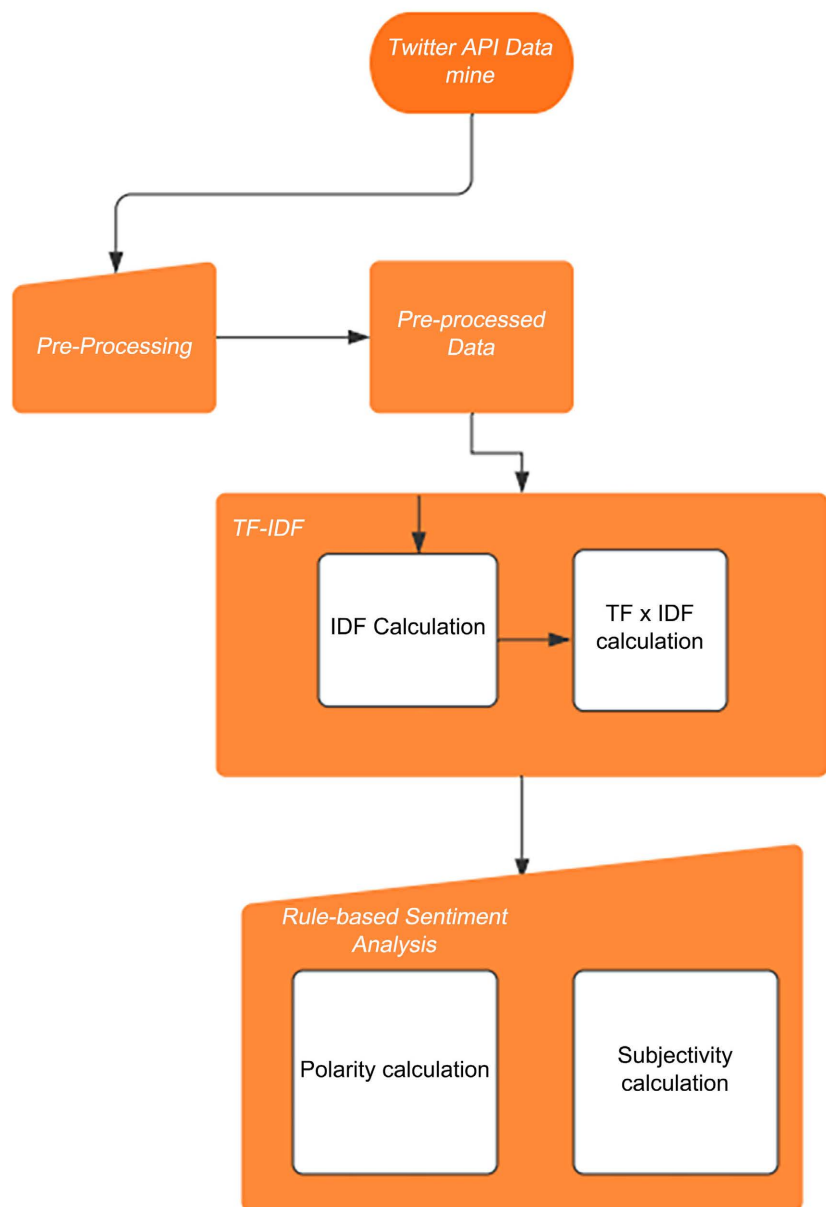 Twitter API Data
mine
Pre-Processing
Pre-processed
Data
TF-IDF
IDF Calculation
TF x IDF
calculation
Rule-based Sentiment
Analysis
Polarity calculation
Subjectivity
calculation